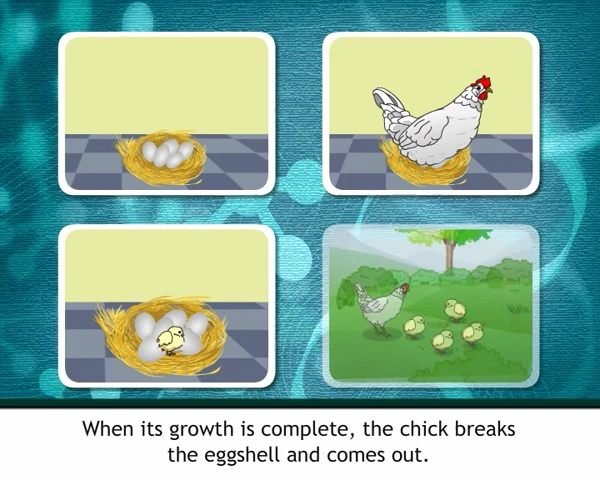 When its growth is complete, the chick breaks
the eggshell and comes out.